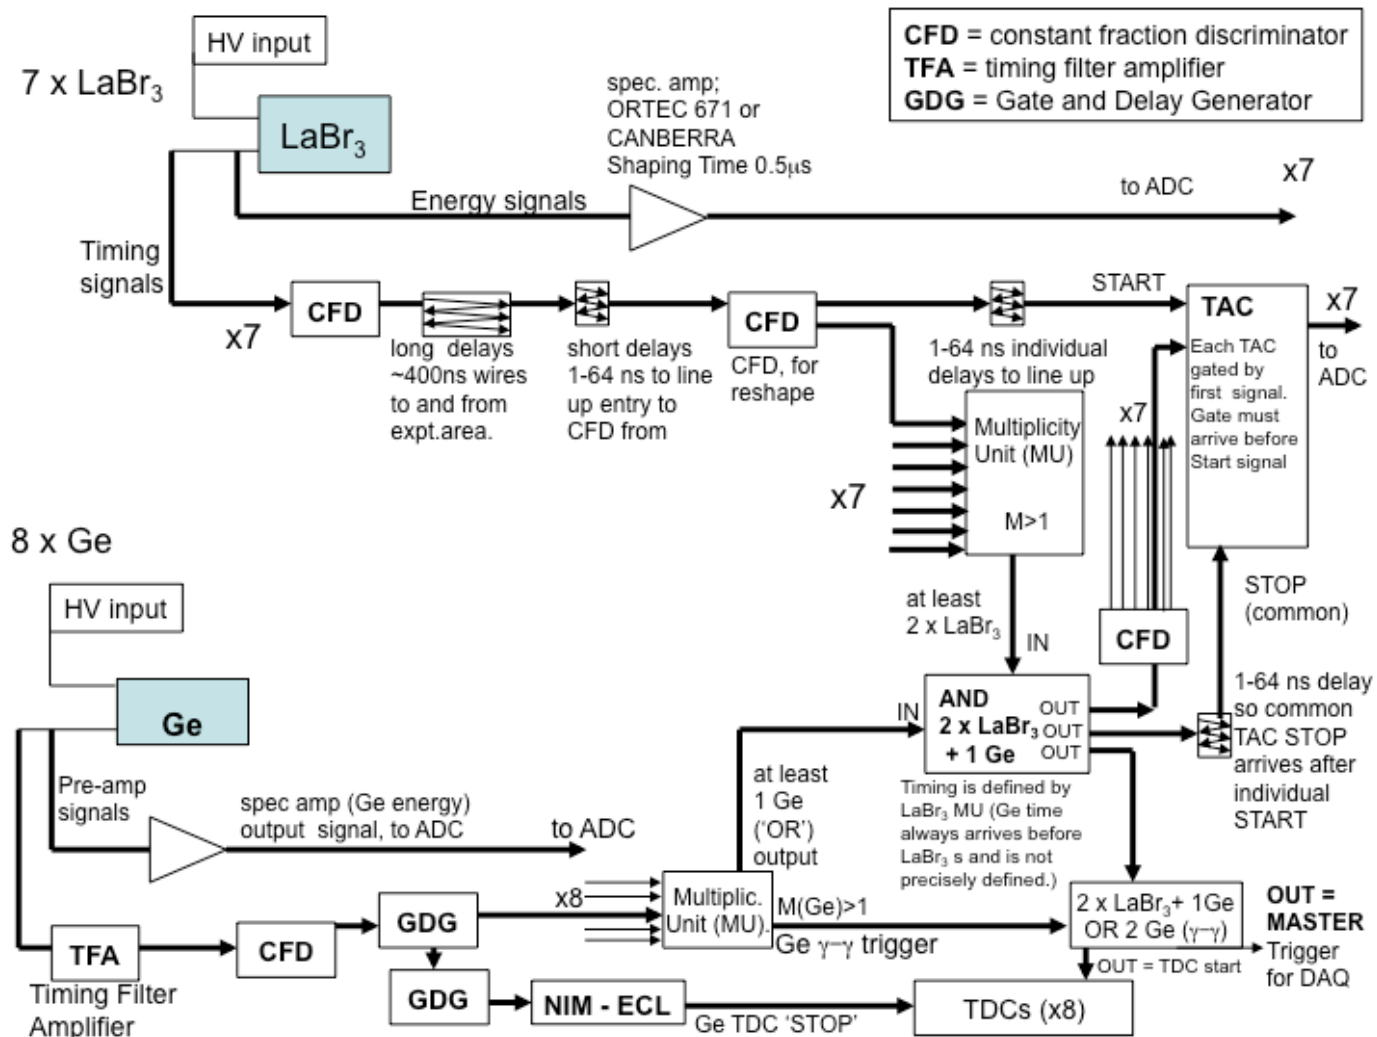 HV input
7 x LaBr₃
LaBr₃
spec. amp;
ORTEC 671 or
CANBERRA
Shaping Time 0.5μs
CFD = constant fraction discriminator
TFA = timing filter amplifier
GDG = Gate and Delay Generator
Energy signals
to ADC
x7
Timing
signals
x7
CFD
long delays
~400ns wires
to and from
expt.area.
short delays
1-64 ns to line
up entry to
CFD from
CFD
CFD, for
reshape
1-64 ns individual
delays to line up
START
TAC
Each TAC
gated by
first signal.
Gate must
arrive before
Start signal
x7
to
ADC
x7
Multiplicity
Unit (MU)
M>1
x7
at least
2 x LaBr₃
IN
CFD
STOP
(common)
1-64 ns delay
so common
TAC STOP
arrives after
individual
START
8 x Ge
HV input
Ge
Pre-amp
signals
spec amp (Ge energy)
output signal, to ADC
to ADC
IN
AND
2 x LaBr₃
+ 1 Ge
OUT
OUT
OUT
Timing is defined by
LaBr₃ MU (Ge time
always arrives before
LaBr₃ s and is not
precisely defined.)
at least
1 Ge
('OR')
output
x8
Multiplic.
Unit (MU).
M(Ge)>1
Ge γ-γ trigger
2 x LaBr₃+ 1Ge
OR 2 Ge (γ-γ)
OUT =
MASTER
Trigger
for DAQ
OUT = TDC start
TFA
Timing Filter
Amplifier
CFD
GDG
GDG
NIM - ECL
Ge TDC 'STOP'
TDCs (x8)